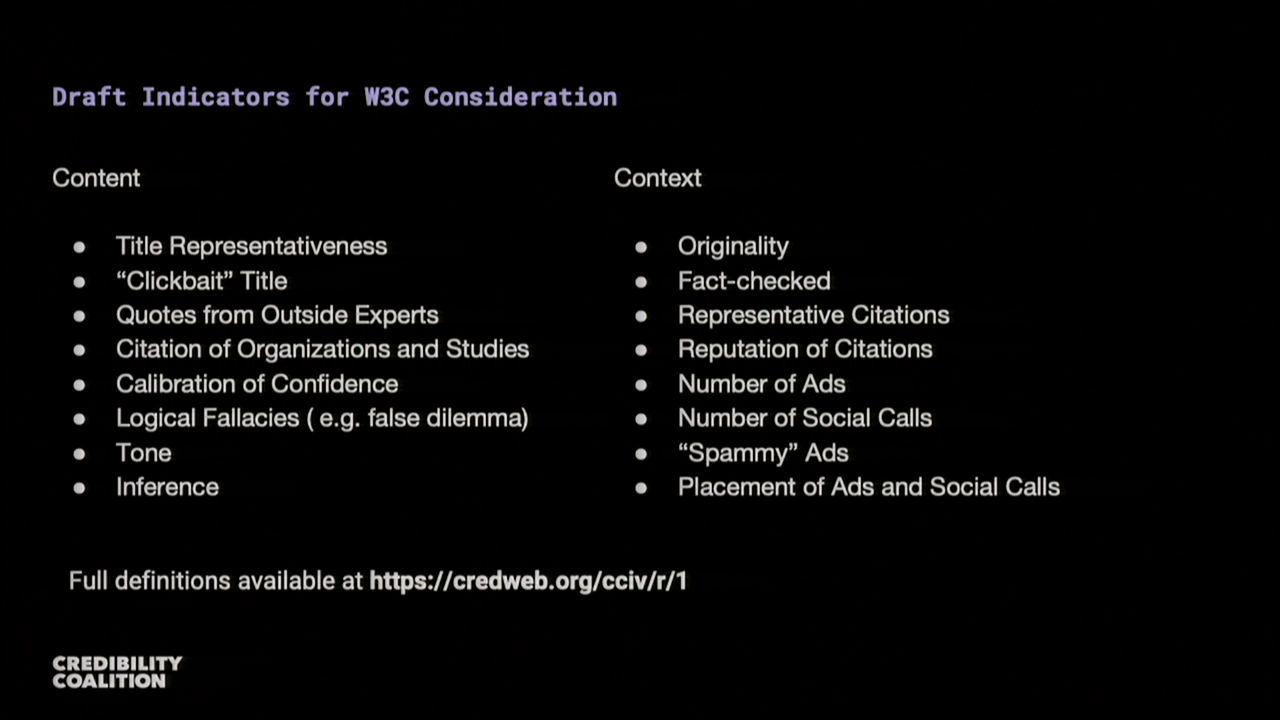 Draft Indicators for W3C Consideration
Content
● Title Representativeness
● “Clickbait” Title
● Quotes from Outside Experts
● Citation of Organizations and Studies
● Calibration of Confidence
● Logical Fallacies ( e.g. false dilemma)
● Tone
● Inference
Context
● Originality
● Fact-checked
● Representative Citations
● Reputation of Citations
● Number of Ads
● Number of Social Calls
● “Spammy” Ads
● Placement of Ads and Social Calls
Full definitions available at https://credweb.org/cciv/r/1
CREDIBILITY
COALITION